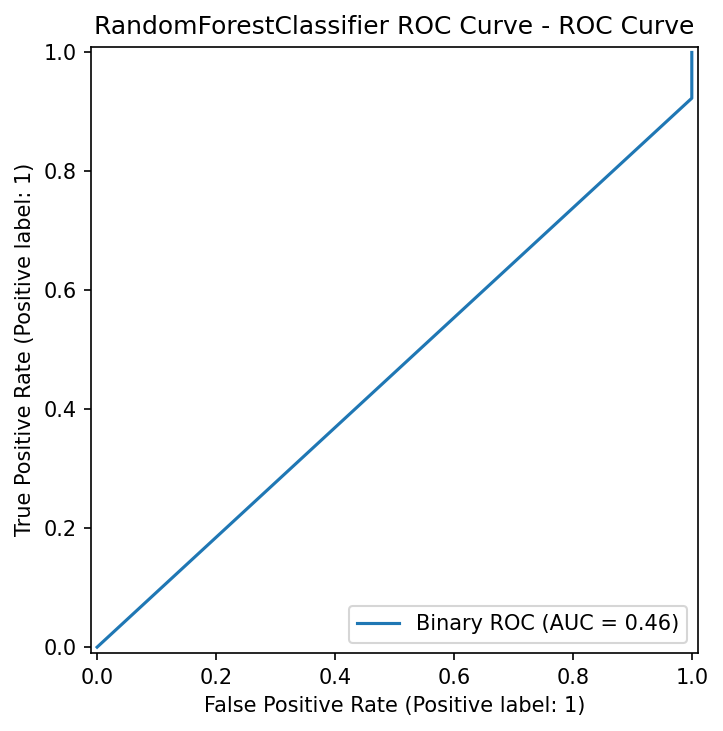 RandomForestClassifier ROC Curve - ROC Curve
True Positive Rate (Positive label: 1)
1.0
0.8
0.6
0.4
0.2
0.0
Binary ROC (AUC = 0.46)
0.0 0.2 0.4 0.6 0.8 1.0
False Positive Rate (Positive label: 1)